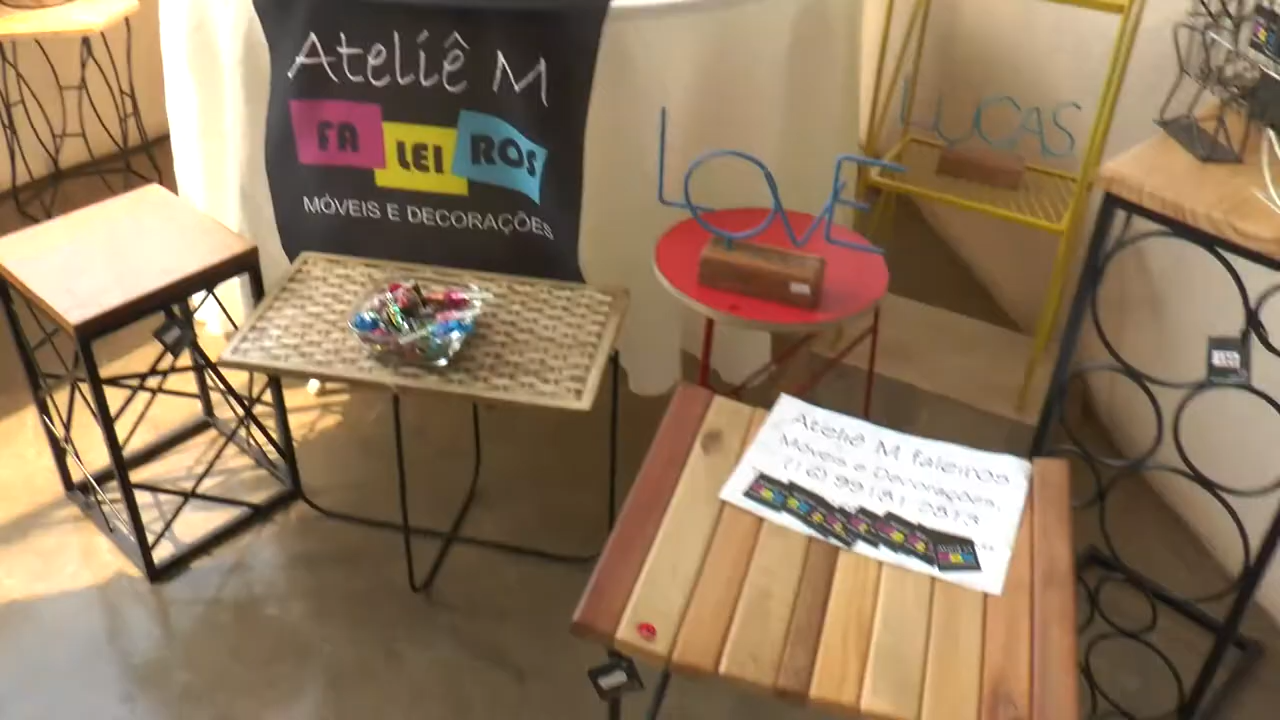 Ateliê M
FA LEI ROS
MÓVEIS E DECORAÇÕES
LOVE
LUCAS
Ateliê M faleiros
Móveis e Decorações.